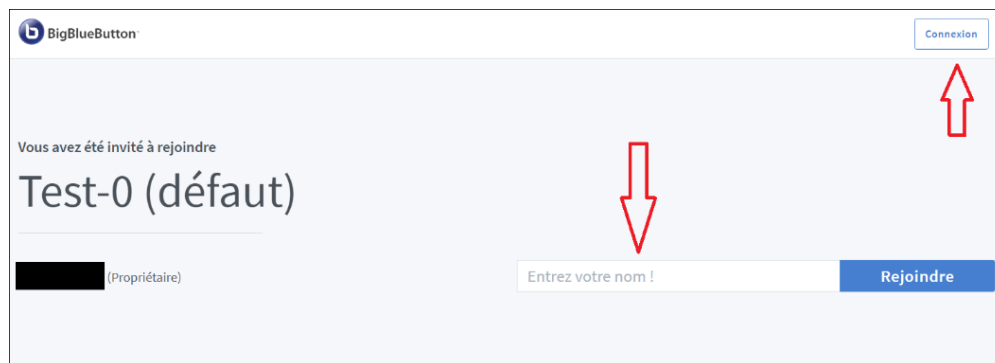 BigBlueButton
Connexion
Vous avez été invité à rejoindre
Test-0 (défaut)
(Propriétaire)
Entrez votre nom !
Rejoindre